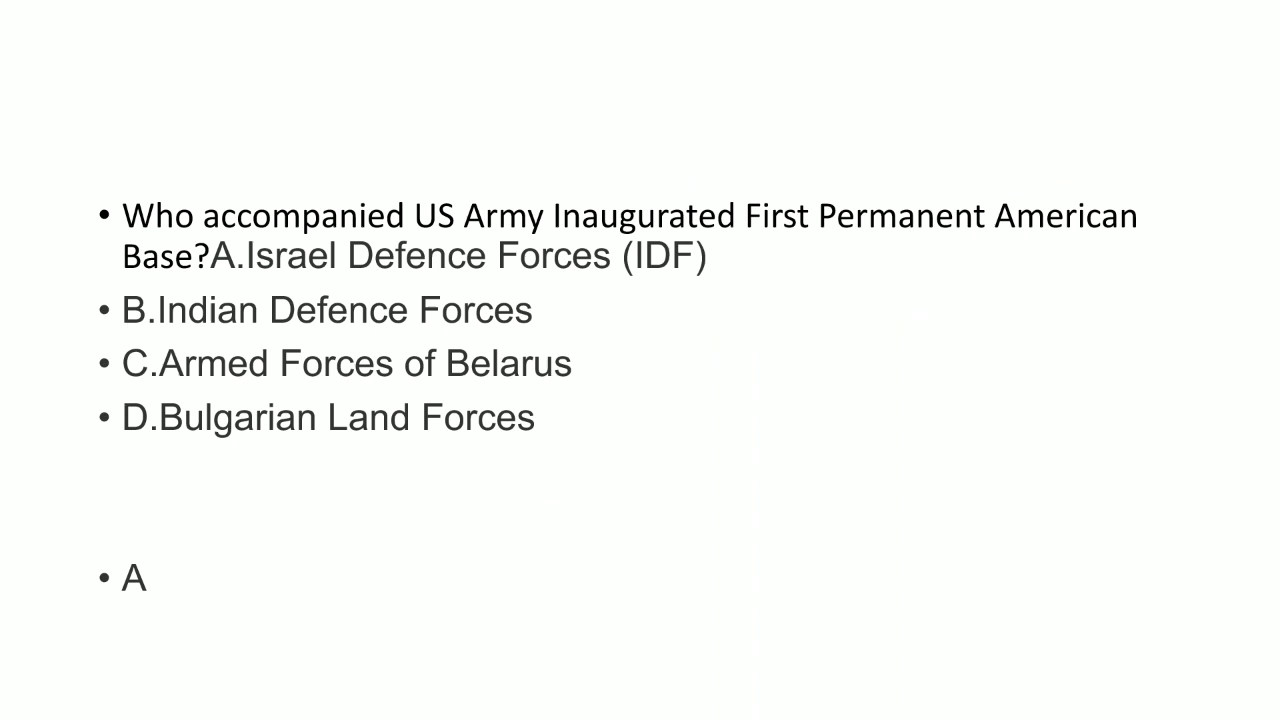 • Who accompanied US Army Inaugurated First Permanent American
Base?A.Israel Defence Forces (IDF)
• B.Indian Defence Forces
• C.Armed Forces of Belarus
• D.Bulgarian Land Forces
• A